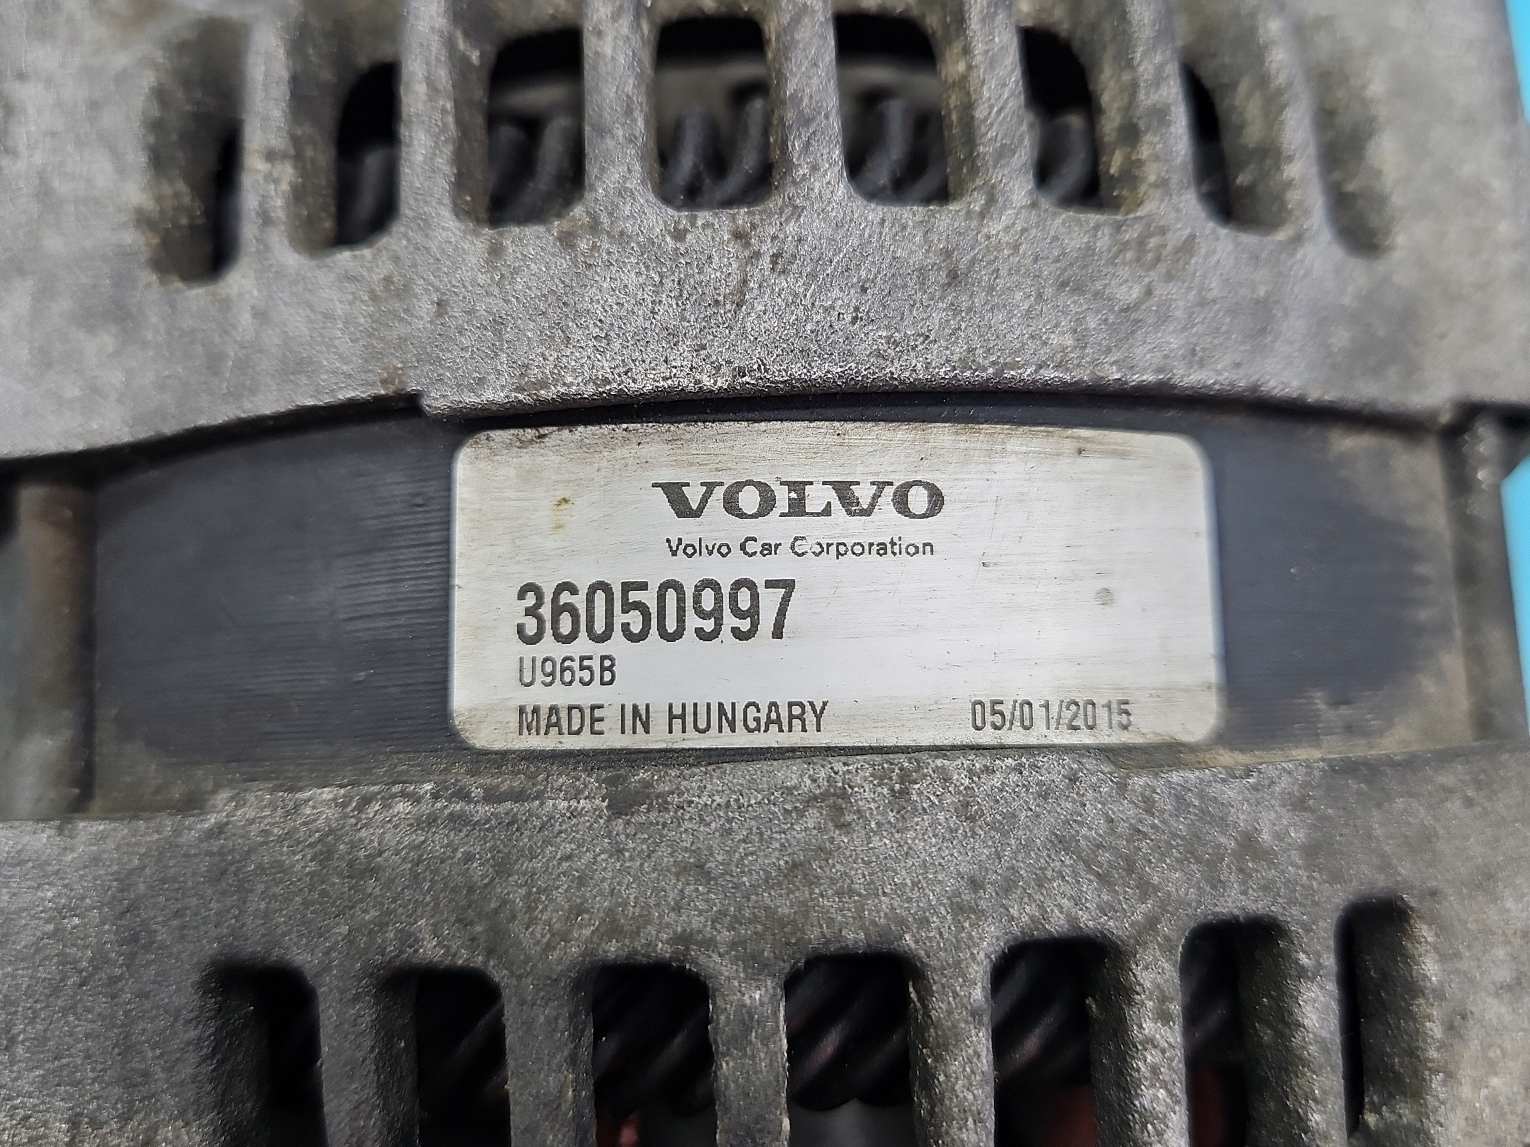 VOLVO
Volvo Car Corporation
36050997
U965B
MADE IN HUNGARY 05/01/2015